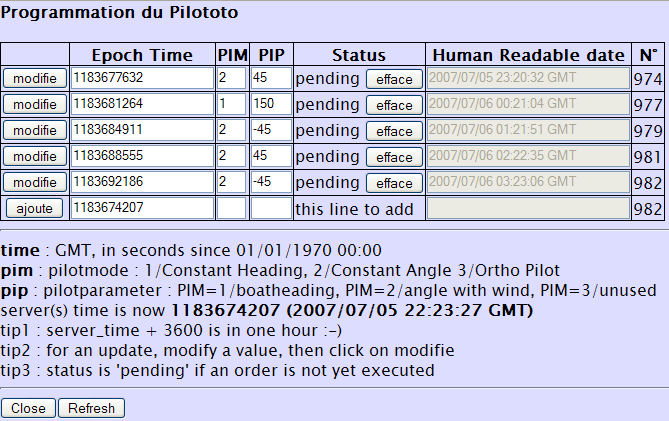 Programmation du Pilototo
Epoch Time PIM PIP Status Human Readable date N°
modifie 1183677632 2 45 pending efface 2007/07/05 23:20:32 GMT 974
modifie 1183681264 1 150 pending efface 2007/07/06 00:21:04 GMT 977
modifie 1183684911 2 -45 pending efface 2007/07/06 01:21:51 GMT 979
modifie 1183688555 2 45 pending efface 2007/07/06 02:22:35 GMT 981
modifie 1183692186 2 -45 pending efface 2007/07/06 03:23:06 GMT 982
ajoute 1183674207 this line to add 982
time : GMT, in seconds since 01/01/1970 00:00
pim : pilotmode : 1/Constant Heading, 2/Constant Angle 3/Ortho Pilot
pip : pilotparameter : PIM=1/boatheading, PIM=2/angle with wind, PIM=3/unused
server(s) time is now 1183674207 (2007/07/05 22:23:27 GMT)
tip1 : server_time + 3600 is in one hour :-)
tip2 : for an update, modify a value, then click on modifie
tip3 : status is 'pending' if an order is not yet executed
Close Refresh